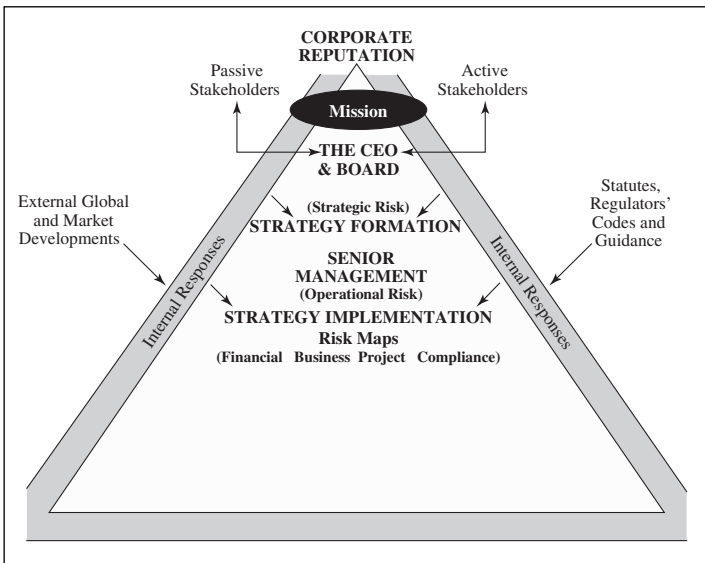 CORPORATE
REPUTATION
Passive
Stakeholders
Active
Stakeholders
Mission
THE CEO
& BOARD
External Global
and Market
Developments
Statutes,
Regulators'
Codes and
Guidance
(Strategic Risk)
STRATEGY FORMATION
SENIOR
MANAGEMENT
(Operational Risk)
Internal Responses
Internal Responses
STRATEGY IMPLEMENTATION
Risk Maps
(Financial Business Project Compliance)